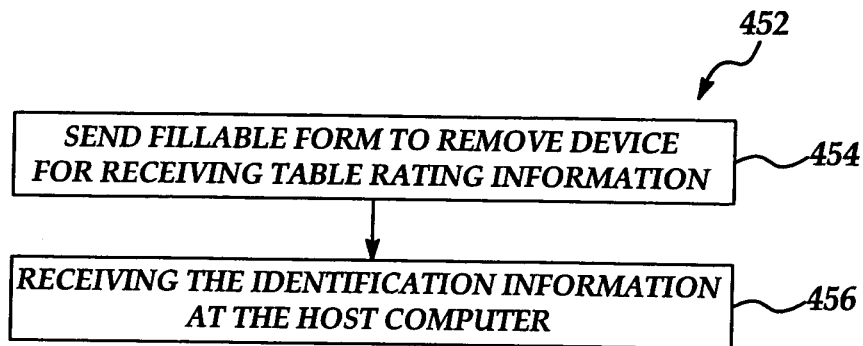 452
SEND FILLABLE FORM TO REMOVE DEVICE
FOR RECEIVING TABLE RATING INFORMATION
454
RECEIVING THE IDENTIFICATION INFORMATION
AT THE HOST COMPUTER
456